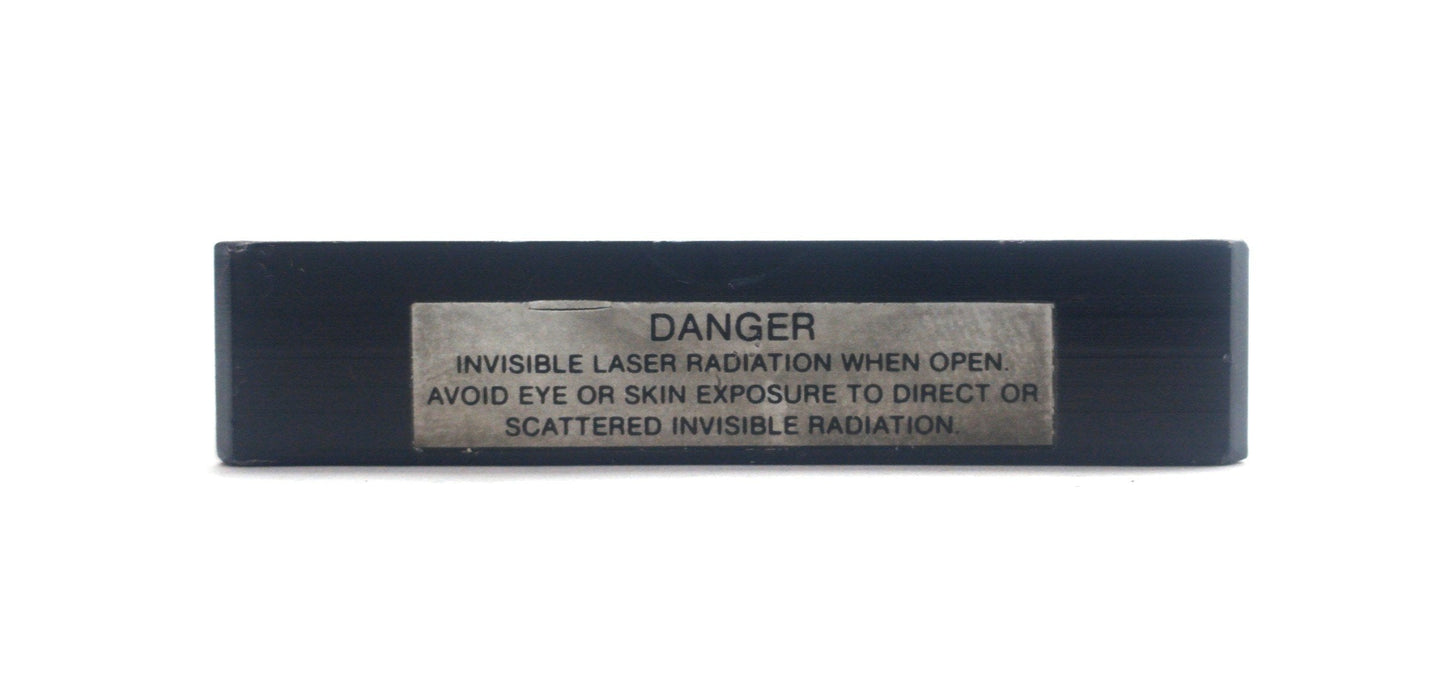 DANGER
INVISIBLE LASER RADIATION WHEN OPEN.
AVOID EYE OR SKIN EXPOSURE TO DIRECT OR
SCATTERED INVISIBLE RADIATION.